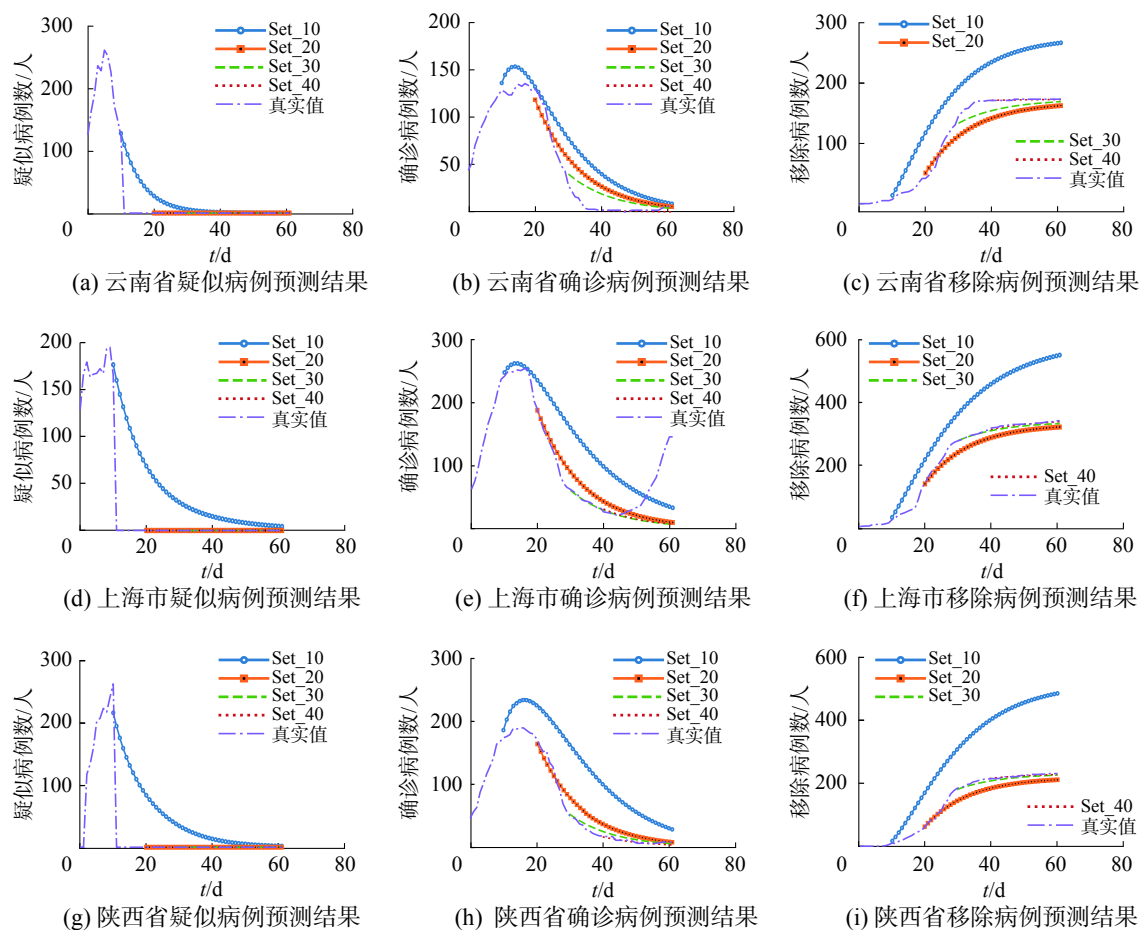 300
200
100
0
疑似病例数/人
Set_10
Set_20
Set_30
Set_40
真实值
20
40
60
80
t/d
(a) 云南省疑似病例预测结果
200
150
100
50
0
确诊病例数/人
Set_10
Set_20
Set_30
Set_40
真实值
20
40
60
80
t/d
(b) 云南省确诊病例预测结果
300
200
100
0
移除病例数/人
Set_10
Set_20
Set_30
Set_40
真实值
20
40
60
80
t/d
(c) 云南省移除病例预测结果
200
150
100
50
0
疑似病例数/人
Set_10
Set_20
Set_30
Set_40
真实值
20
40
60
80
t/d
(d) 上海市疑似病例预测结果
300
200
100
0
确诊病例数/人
Set_10
Set_20
Set_30
Set_40
真实值
20
40
60
80
t/d
(e) 上海市确诊病例预测结果
600
400
200
0
移除病例数/人
Set_10
Set_20
Set_30
Set_40
真实值
20
40
60
80
t/d
(f) 上海市移除病例预测结果
300
200
100
0
疑似病例数/人
Set_10
Set_20
Set_30
Set_40
真实值
20
40
60
80
t/d
(g) 陕西省疑似病例预测结果
300
200
100
0
确诊病例数/人
Set_10
Set_20
Set_30
Set_40
真实值
20
40
60
80
t/d
(h) 陕西省确诊病例预测结果
600
400
200
0
移除病例数/人
Set_10
Set_20
Set_30
Set_40
真实值
20
40
60
80
t/d
(i) 陕西省移除病例预测结果